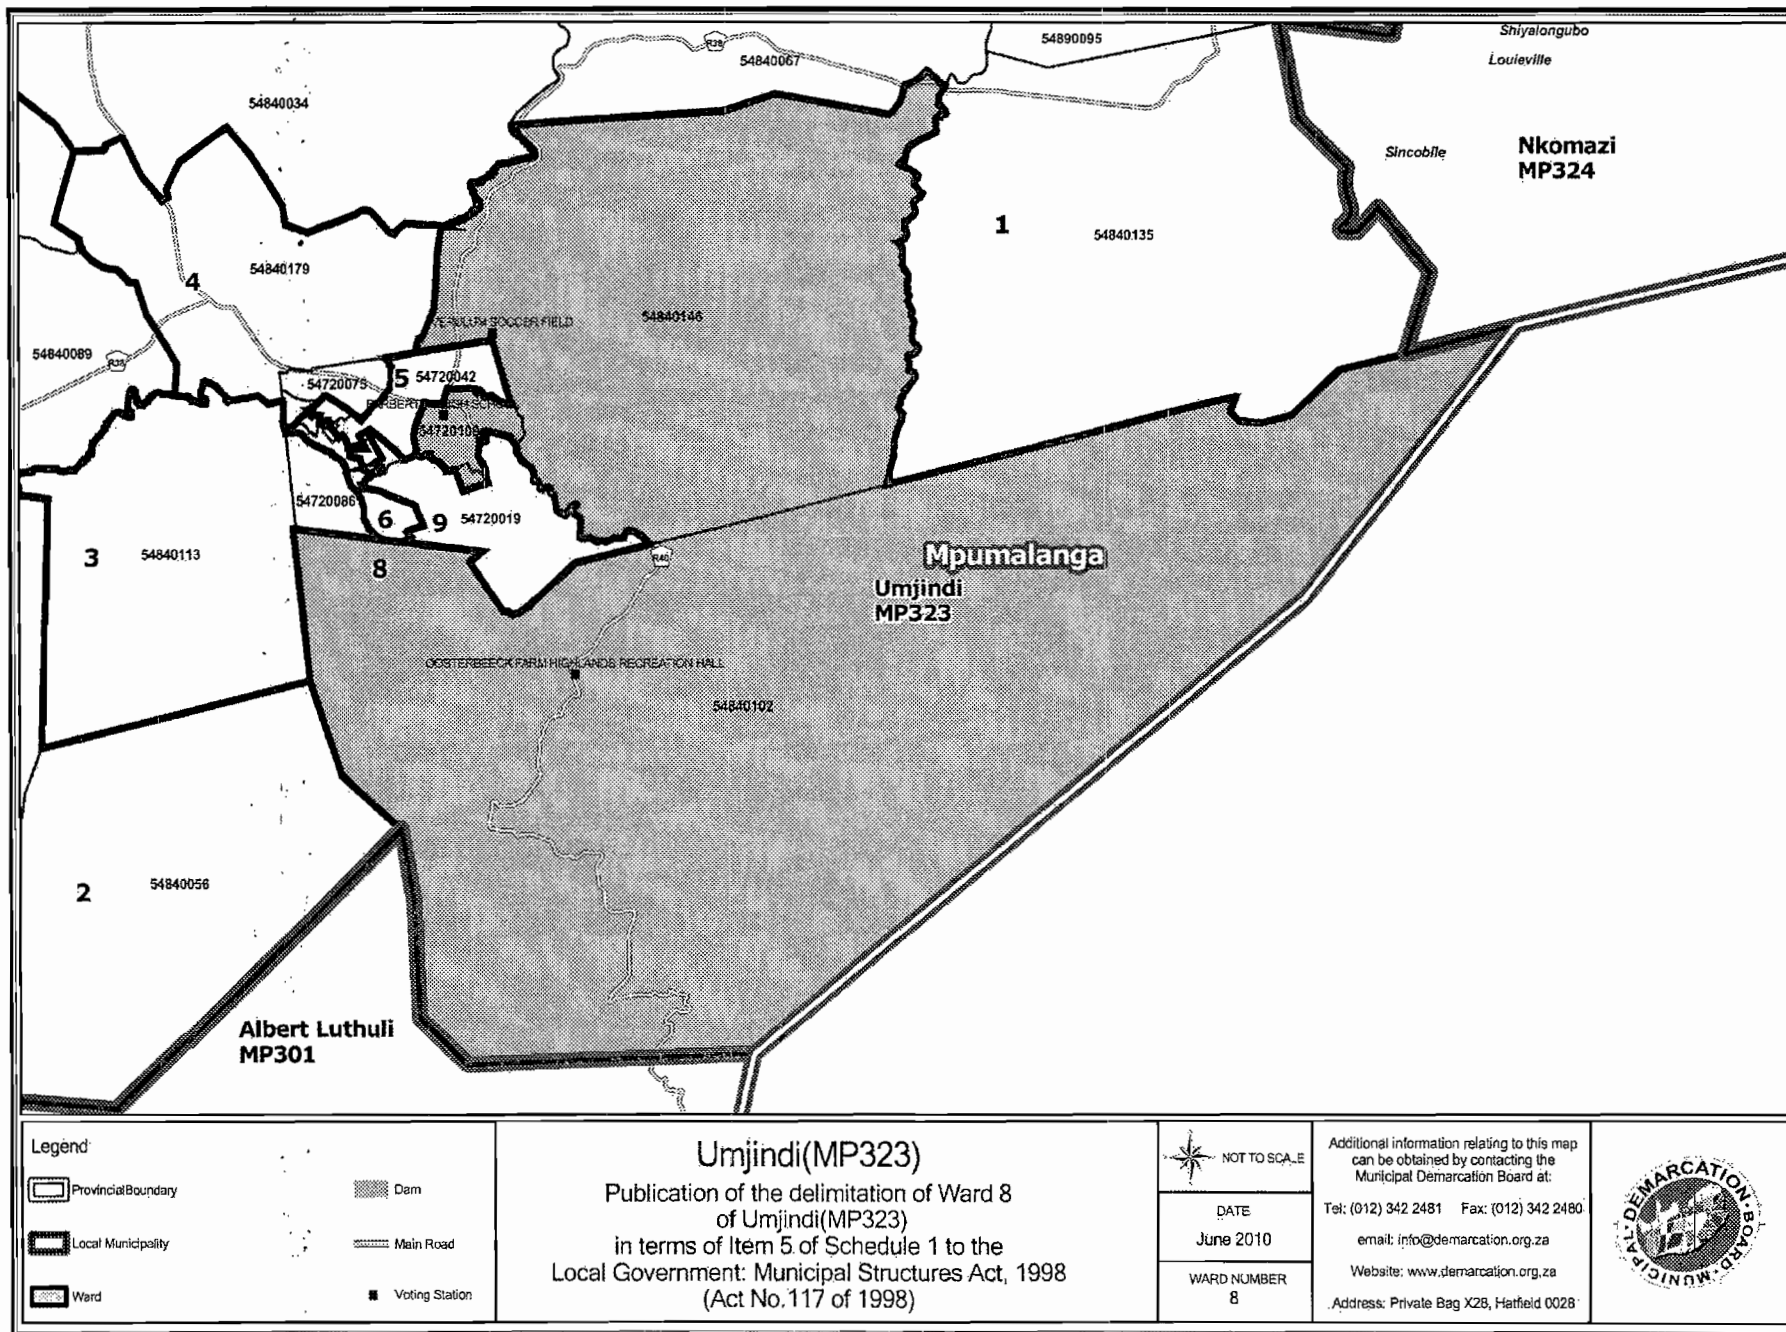 Shiyalongubo
54890095
R38
54840067
Louieville
54840034
Nkomazi
MP324
Sincobile
1
54840135
4
54840179
54840146
SOCCER FIELD
54840089
R38
5
54720042
54720075
54720108
54720086
6
9
54720019
3
54840113
8
R40
Mpumalanga
Umjindi
MP323
OOSTERBEECK FARM HIGHLANDS RECREATION HALL
54840102
2
54840056
Albert Luthuli
MP301
Legend
Provincial Boundary
Dam
Local Municipality
Main Road
Ward
Voting Station
Umjindi(MP323)
Publication of the delimitation of Ward 8
of Umjindi(MP323)
in terms of Item 5 of Schedule 1 to the
Local Government: Municipal Structures Act, 1998
(Act No.117 of 1998)
NOT TO SCALE
DATE
June 2010
WARD NUMBER
8
Additional information relating to this map
can be obtained by contacting the
Municipal Demarcation Board at:
Tel: (012) 342 2481 Fax: (012) 342 2480
email: info@demarcation.org.za
Website: www.demarcation.org.za
Address: Private Bag X28, Hatfield 0028
MUNICIPAL · DEMARCATION · BOARD